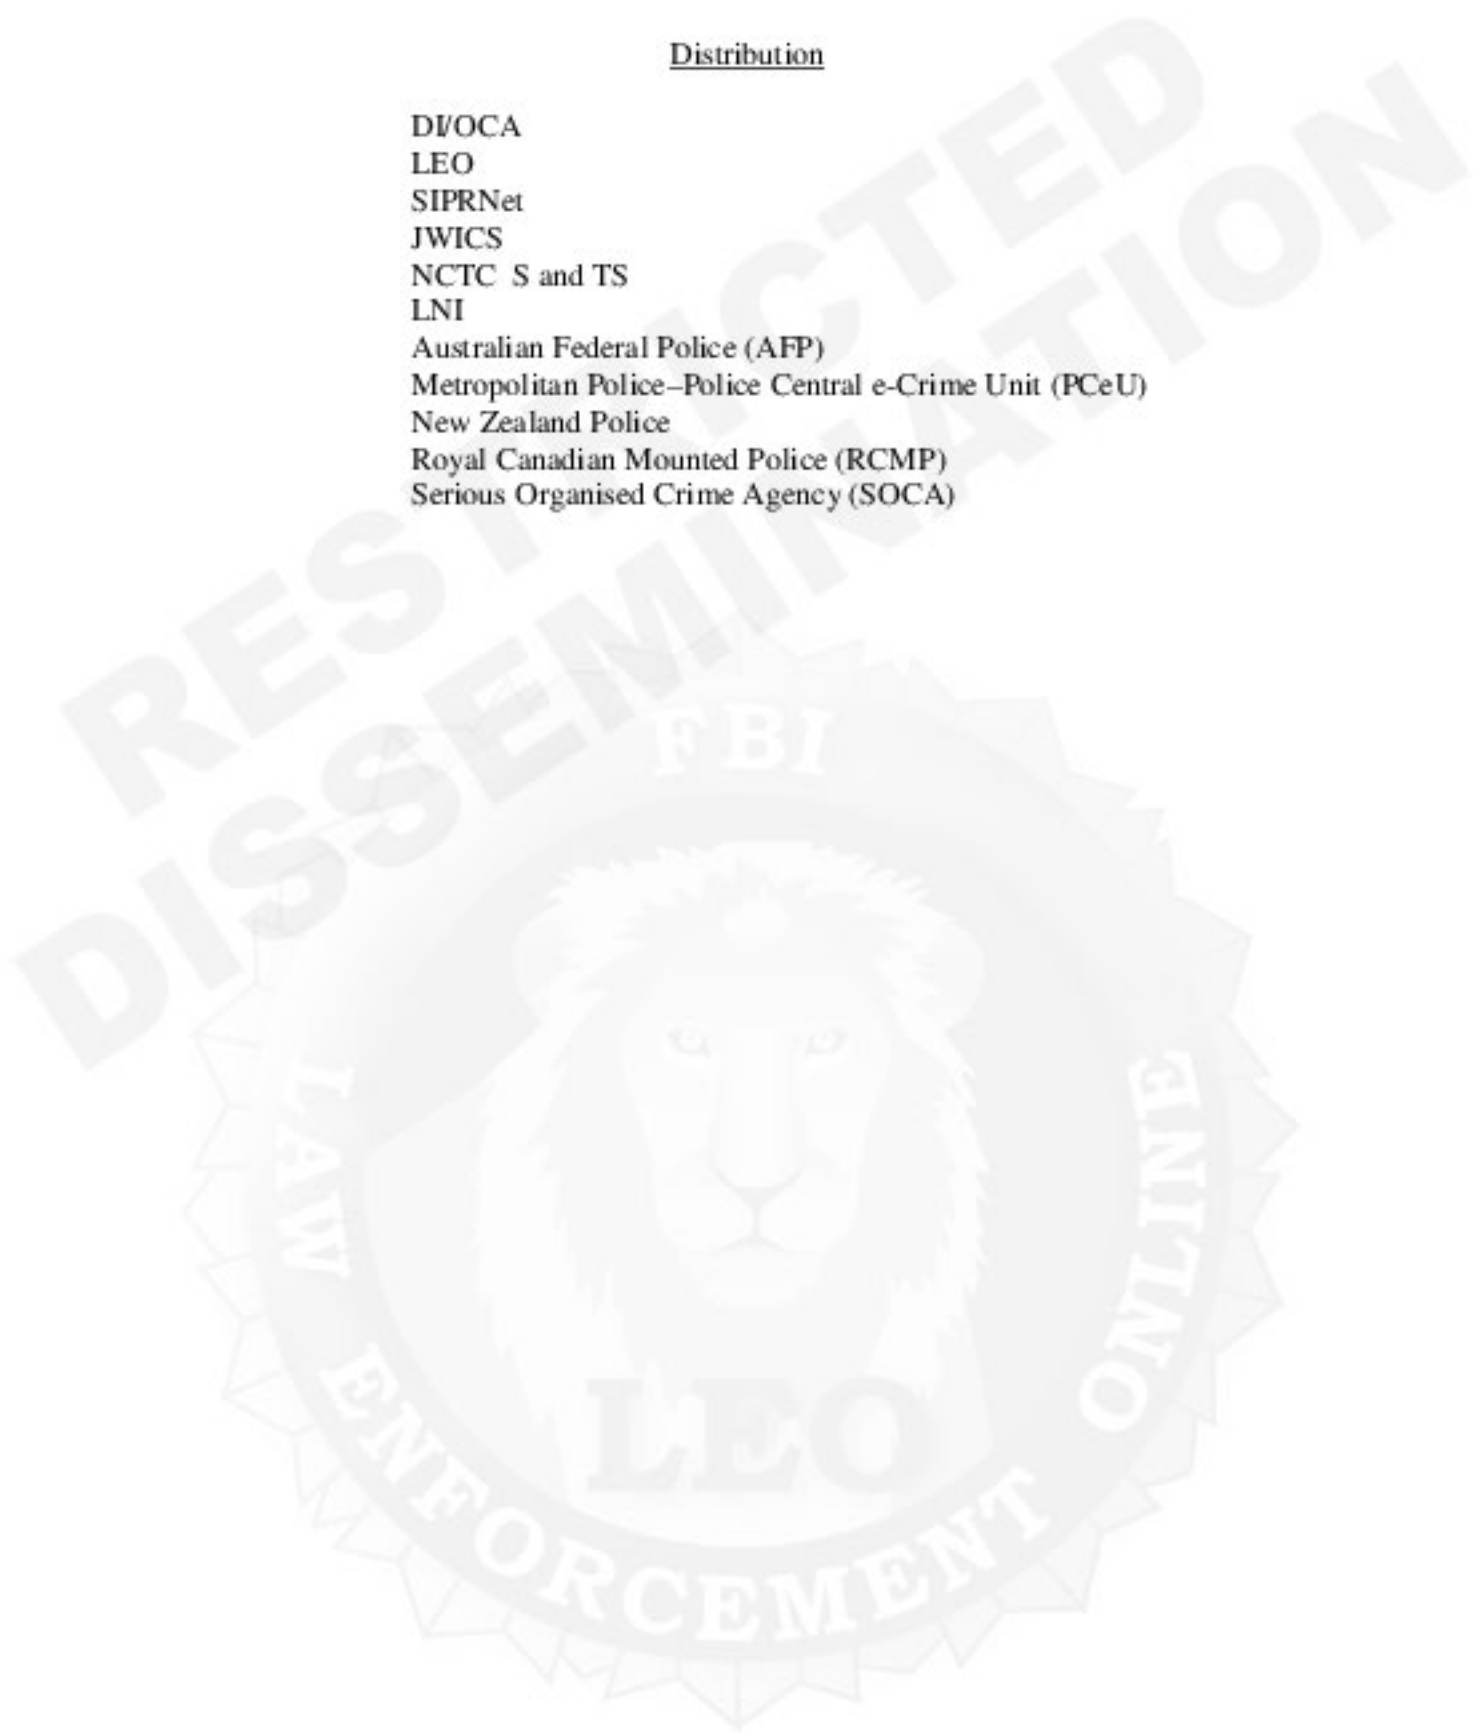 Distribution
DI/OCA
LEO
SIPRNet
JWICS
NCTC  S and TS
LNI
Australian Federal Police (AFP)
Metropolitan Police–Police Central e-Crime Unit (PCeU)
New Zealand Police
Royal Canadian Mounted Police (RCMP)
Serious Organised Crime Agency (SOCA)
RESTRICTED
DISSEMINATION
FBI
LAW ENFORCEMENT ONLINE
LEO